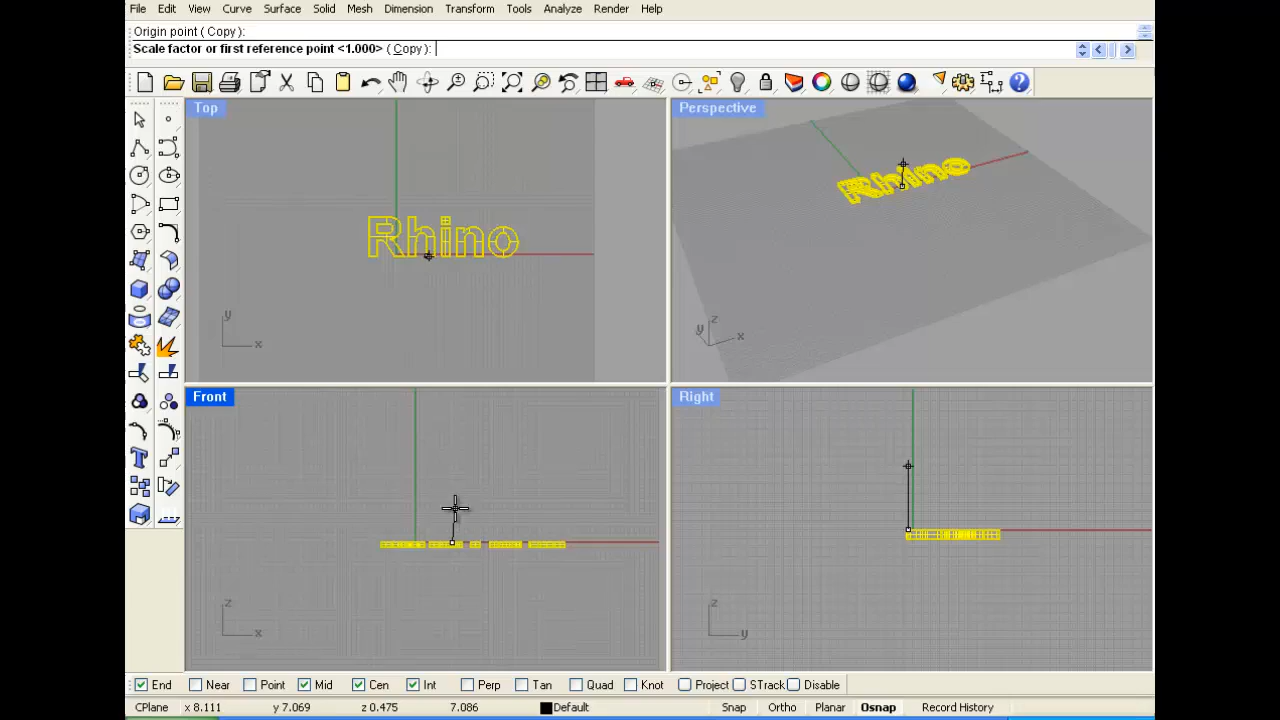 File Edit View Curve Surface Solid Mesh Dimension Transform Tools Analyze Render Help
Origin point ( Copy):
Scale factor or first reference point <1.000> ( Copy):
Top
Perspective
Rhino
Rhino
y
x
z
y
x
Front
Right
z
x
z
y
End Near Point Mid Cen Int Perp Tan Quad Knot Project STrack Disable
CPlane x 8.111 y 7.069 z 0.475 7.086 Default Snap Ortho Planar Osnap Record History